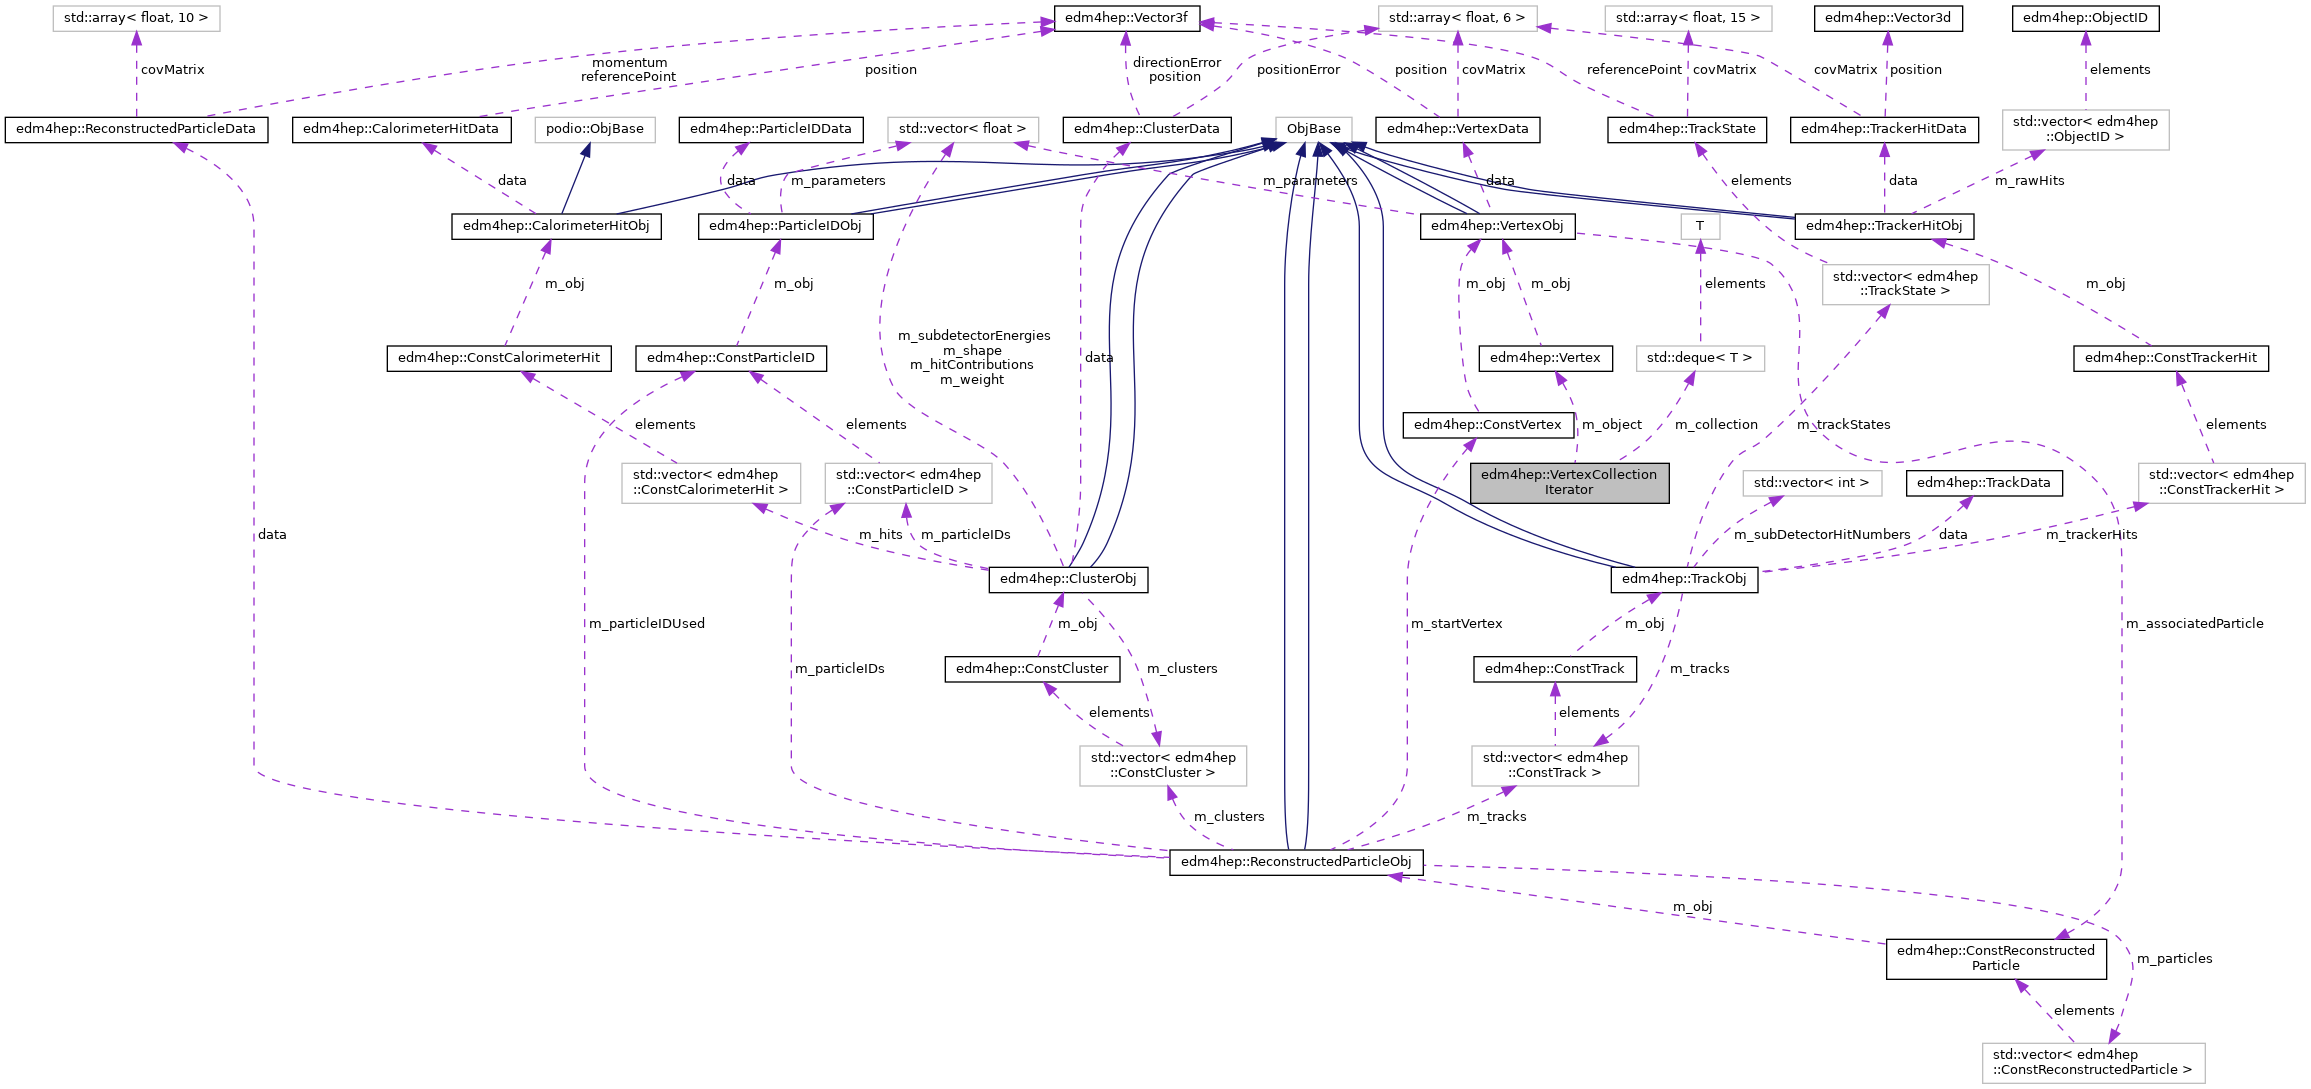 std::array< float, 10 >
edm4hep::Vector3f
std::array< float, 6 >
std::array< float, 15 >
edm4hep::Vector3d
edm4hep::ObjectID
covMatrix
momentum
referencePoint
position
directionError
position
positionError
position
covMatrix
referencePoint
covMatrix
covMatrix
position
elements
edm4hep::ReconstructedParticleData
edm4hep::CalorimeterHitData
podio::ObjBase
edm4hep::ParticleIDData
std::vector< float >
edm4hep::ClusterData
ObjBase
edm4hep::VertexData
edm4hep::TrackState
edm4hep::TrackerHitData
std::vector< edm4hep
::ObjectID >
data
data
m_parameters
m_parameters
data
elements
data
m_rawHits
edm4hep::CalorimeterHitObj
edm4hep::ParticleIDObj
edm4hep::VertexObj
T
edm4hep::TrackerHitObj
m_obj
m_obj
m_obj
m_obj
elements
std::vector< edm4hep
::TrackState >
m_obj
m_subdetectorEnergies
m_shape
m_hitContributions
m_weight
data
edm4hep::ConstCalorimeterHit
edm4hep::ConstParticleID
edm4hep::Vertex
std::deque< T >
edm4hep::ConstTrackerHit
elements
elements
edm4hep::ConstVertex
m_object
m_collection
m_trackStates
elements
std::vector< edm4hep
::ConstCalorimeterHit >
std::vector< edm4hep
::ConstParticleID >
edm4hep::VertexCollection
Iterator
std::vector< int >
edm4hep::TrackData
std::vector< edm4hep
::ConstTrackerHit >
data
m_hits
m_particleIDs
m_subDetectorHitNumbers
data
m_trackerHits
edm4hep::ClusterObj
edm4hep::TrackObj
m_particleIDUsed
m_obj
m_startVertex
m_obj
m_associatedParticle
m_particleIDs
edm4hep::ConstCluster
m_clusters
edm4hep::ConstTrack
m_tracks
elements
elements
std::vector< edm4hep
::ConstCluster >
std::vector< edm4hep
::ConstTrack >
m_clusters
m_tracks
edm4hep::ReconstructedParticleObj
m_obj
edm4hep::ConstReconstructed
Particle
m_particles
elements
std::vector< edm4hep
::ConstReconstructedParticle >